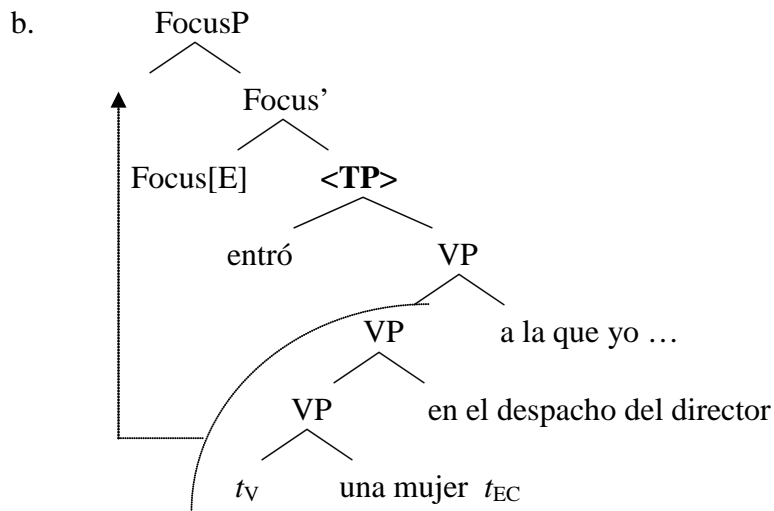 b. FocusP
Focus’
Focus[E] <TP>
entró VP
VP a la que yo …
VP en el despacho del director
tV una mujer tEC